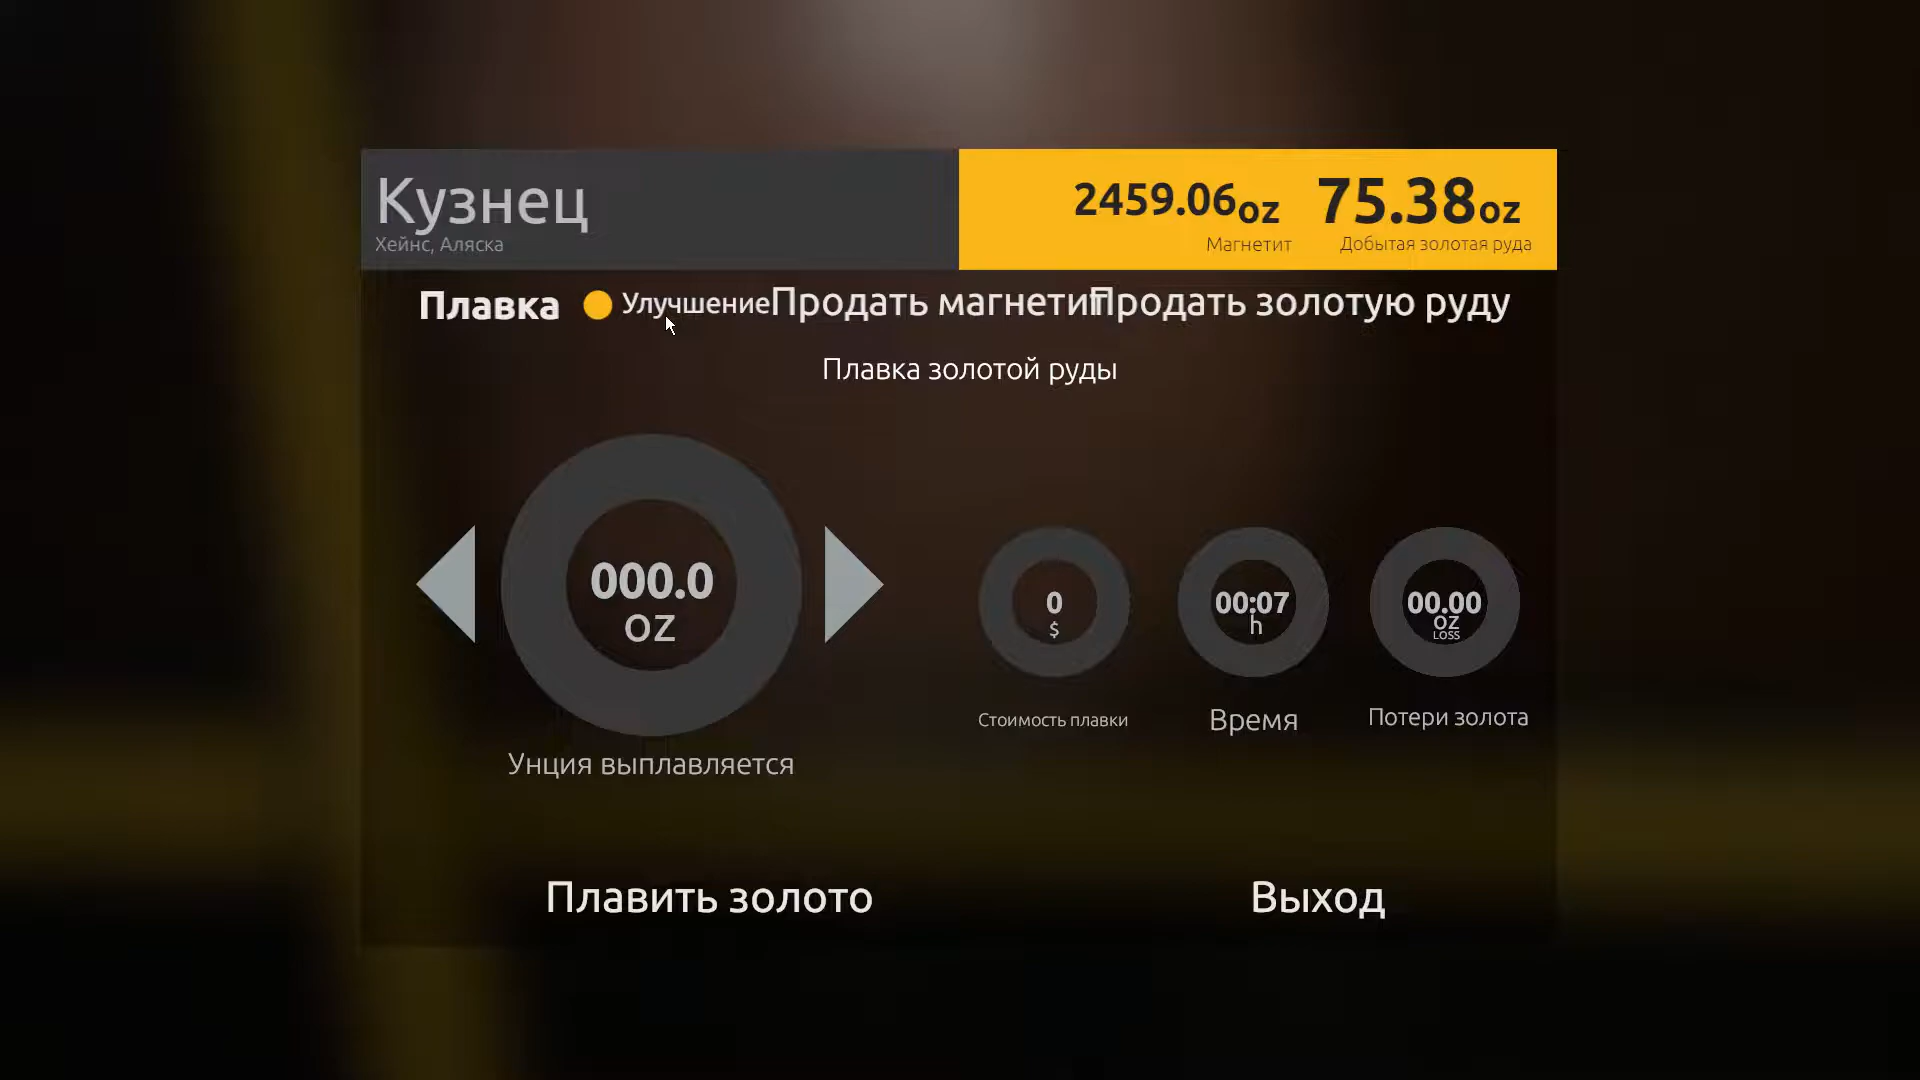 Кузнец
Хейнс, Аляска
2459.06oz 75.38oz
Магнетит Добытая золотая руда
Плавка Улучшение Продать магнетит Продать золотую руду
Плавка золотой руды
000.0
oz
0
$
00:07
h
00.00
oz
LOSS
Унция выплавляется
Стоимость плавки Время Потери золота
Плавить золото Выход